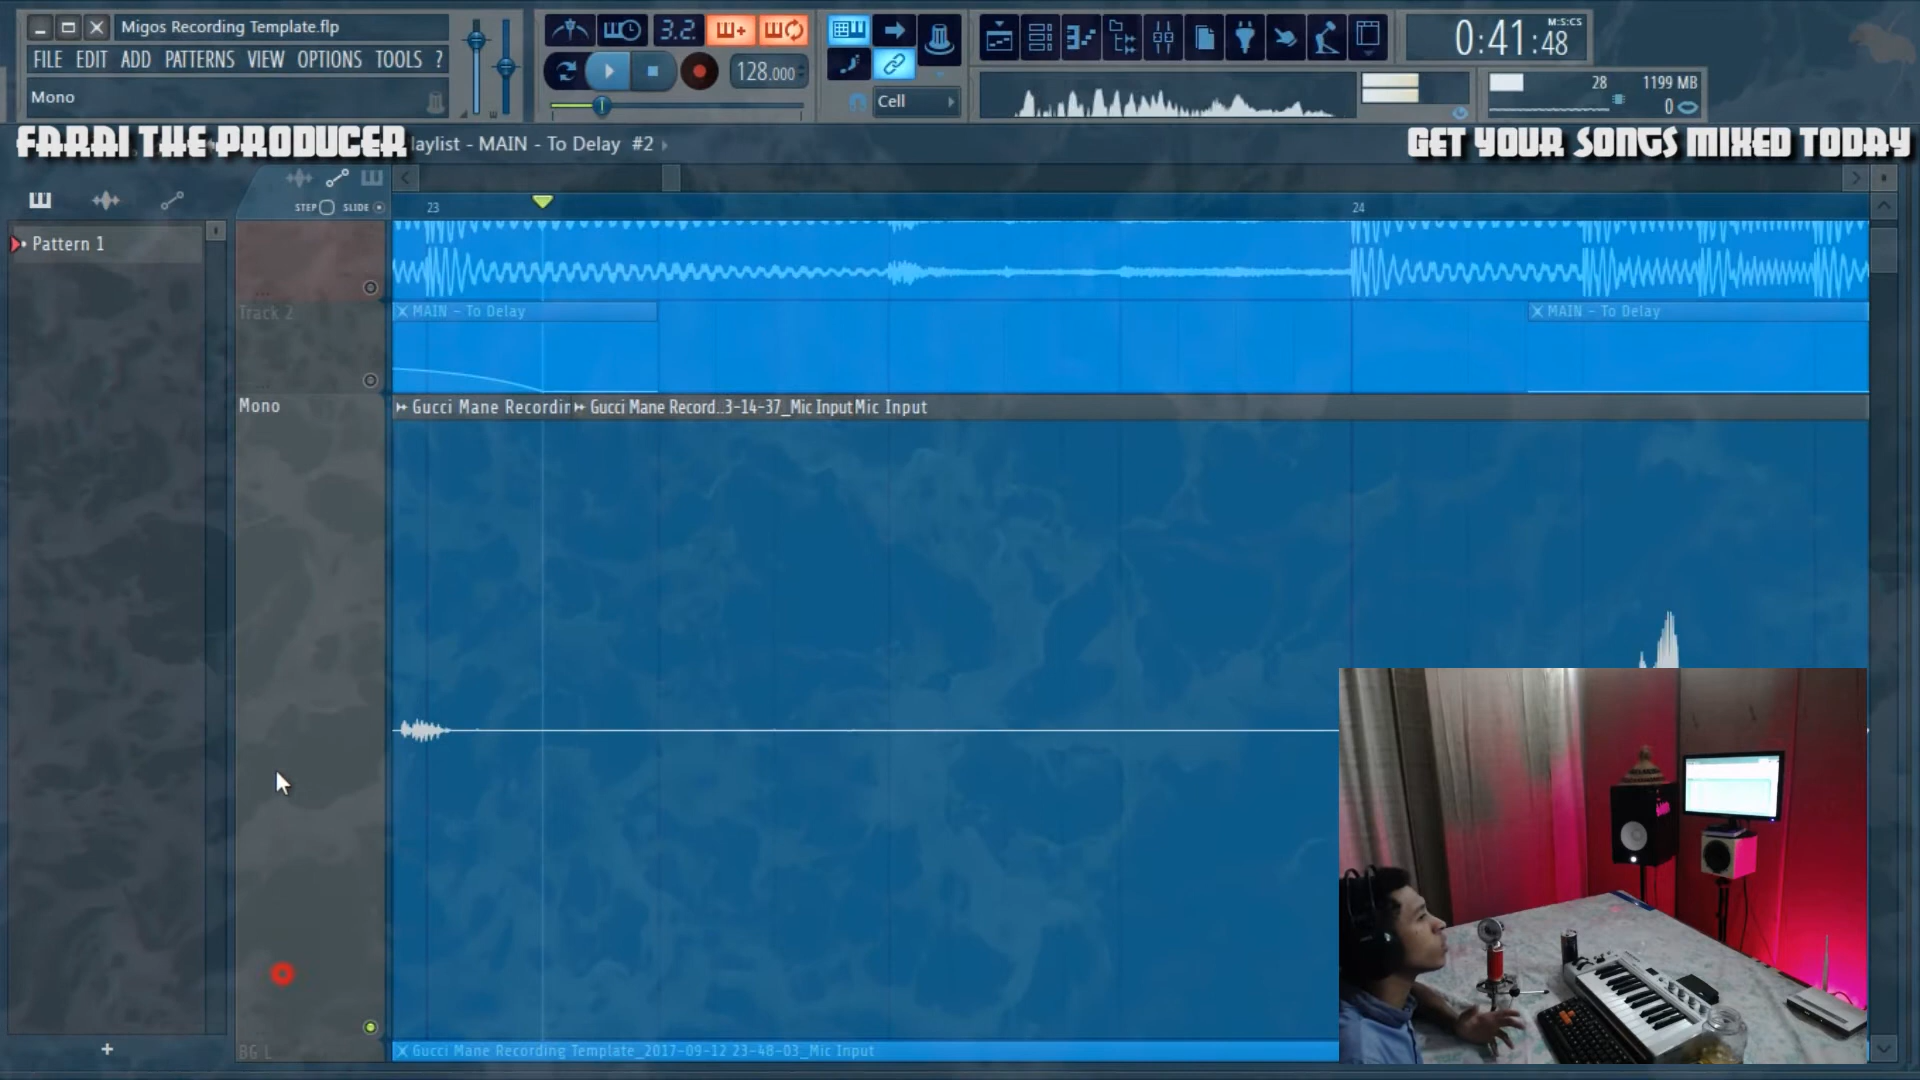 Migos Recording Template.flp
FILE EDIT ADD PATTERNS VIEW OPTIONS TOOLS ?
Mono
3.2.
128.000
Cell
0:41:48
M:S:CS
28
1199 MB
0
FARAI THE PRODUCER
laylist - MAIN - To Delay #2
GET YOUR SONGS MIXED TODAY
STEP SLIDE
23
24
Pattern 1
Track 2
MAIN - To Delay
MAIN - To Delay
Mono
Gucci Mane Recordin
Gucci Mane Record..3-14-37_Mic Input
Mic Input
BG L
Gucci Mane Recording Template_2017-09-12 23-48-03_Mic Input